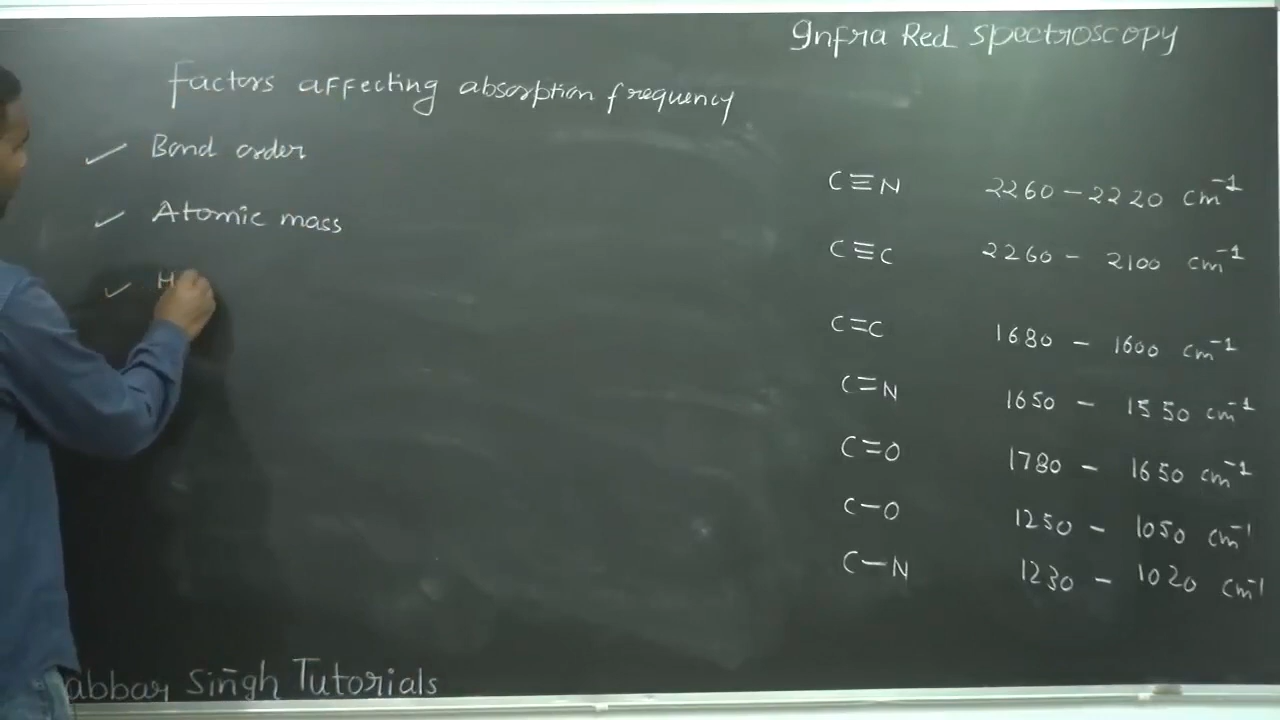 Infra Red Spectroscopy
Factors affecting absorption frequency
✓ Bond order
✓ Atomic mass
✓ H
C≡N 2260 – 2220 cm⁻¹
C≡C 2260 – 2100 cm⁻¹
C=C 1680 – 1600 cm⁻¹
C=N 1650 – 1550 cm⁻¹
C=O 1780 – 1650 cm⁻¹
C–O 1250 – 1050 cm⁻¹
C–N 1230 – 1020 cm⁻¹
abbay Singh Tutorials